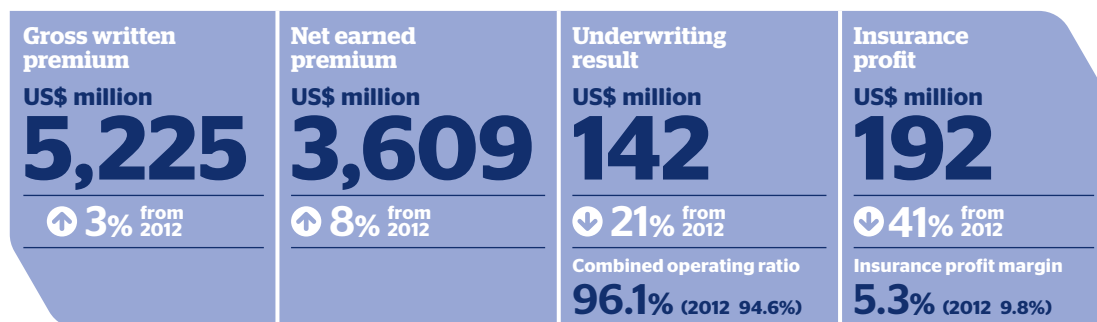 Gross written
premium
US$ million
5,225
3% from
2012
Net earned
premium
US$ million
3,609
8% from
2012
Underwriting
result
US$ million
142
21% from
2012
Combined operating ratio
96.1% (2012 94.6%)
Insurance
profit
US$ million
192
41% from
2012
Insurance profit margin
5.3% (2012 9.8%)